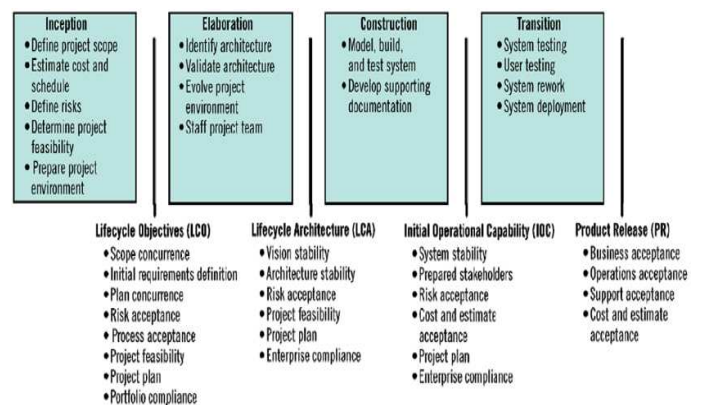 Inception
•Define project scope
•Estimate cost and
schedule
•Define risks
•Determine project
feasibility
• Prepare project
environment
Elaboration
•Identify architecture
•Validate architecture
•Evolve project
environment
•Staff project team
Construction
•Model, build,
and test system
•Develop supporting
documentation
Transition
•System testing
•User testing
•System rework
•System deployment
Lifecycle Objectives (LCO)
•Scope concurrence
•Initial requirements definition
•Plan concurrence
•Risk acceptance
• Process acceptance
•Project feasibility
•Project plan
•Portfolio compliance
Lifecycle Architecture (LCA)
•Vision stability
•Architecture stability
•Risk acceptance
•Project feasibility
•Project plan
•Enterprise compliance
Initial Operational Capability (IOC)
•System stability
•Prepared stakeholders
•Risk acceptance
•Cost and estimate
acceptance
•Project plan
•Enterprise compliance
Product Release (PR)
•Business acceptance
•Operations acceptance
•Support acceptance
•Cost and estimate
acceptance